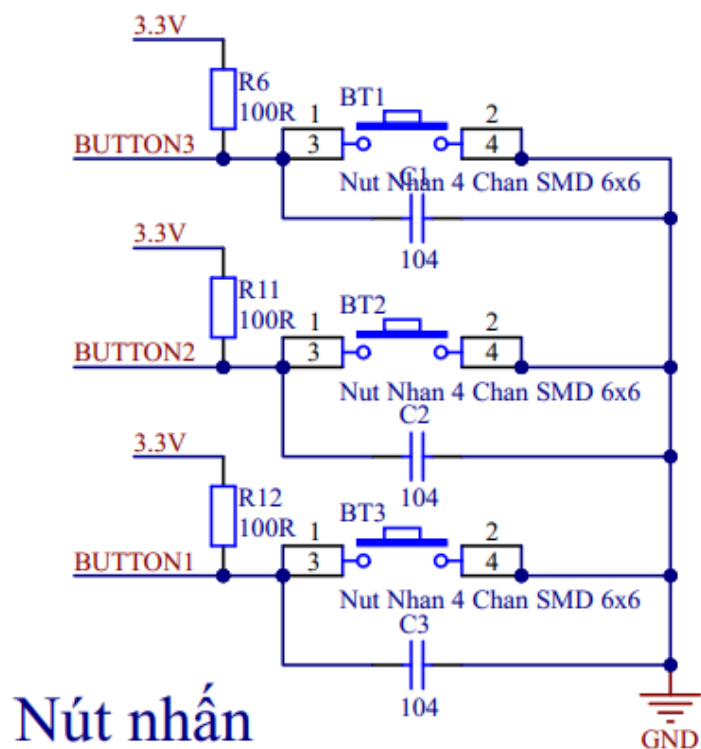 3.3V
R6
100R
BT1
1
2
BUTTON3
3
4
Nut Nhan 4 Chan SMD 6x6
C1
104
3.3V
R11
100R
BT2
1
2
BUTTON2
3
4
Nut Nhan 4 Chan SMD 6x6
C2
104
3.3V
R12
100R
BT3
1
2
BUTTON1
3
4
Nut Nhan 4 Chan SMD 6x6
C3
104
Nút nhấn
GND